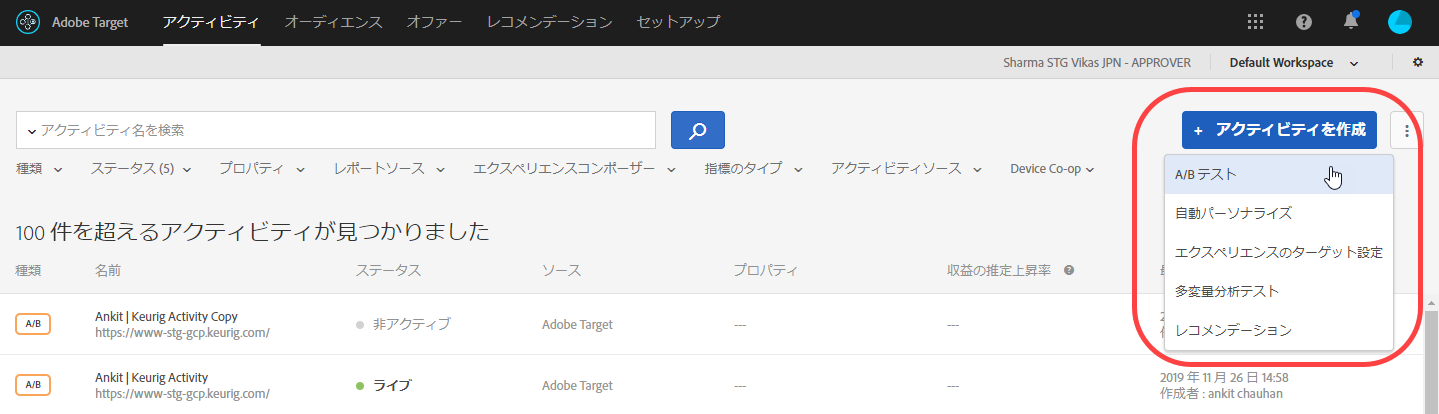 Adobe Target アクティビティ オーディエンス オファー レコメンデーション セットアップ
Sharma STG Vikas JPN - APPROVER Default Workspace
アクティビティ名を検索
+ アクティビティを作成
種類 ステータス (5) プロパティ レポートソース エクスペリエンスコンポーザー 指標のタイプ アクティビティソース Device Co-op
A/B テスト
自動パーソナライズ
エクスペリエンスのターゲット設定
多変量分析テスト
レコメンデーション
100 件を超えるアクティビティが見つかりました
種類 名前 ステータス ソース プロパティ 収益の推定上昇率
A/B Ankit | Keurig Activity Copy 非アクティブ Adobe Target --- ---
https://www-stg-gcp.keurig.com/
A/B Ankit | Keurig Activity ライブ Adobe Target --- --- 2019 年 11 月 26 日 14:58
https://www-stg-gcp.keurig.com/ 作成者 : ankit chauhan